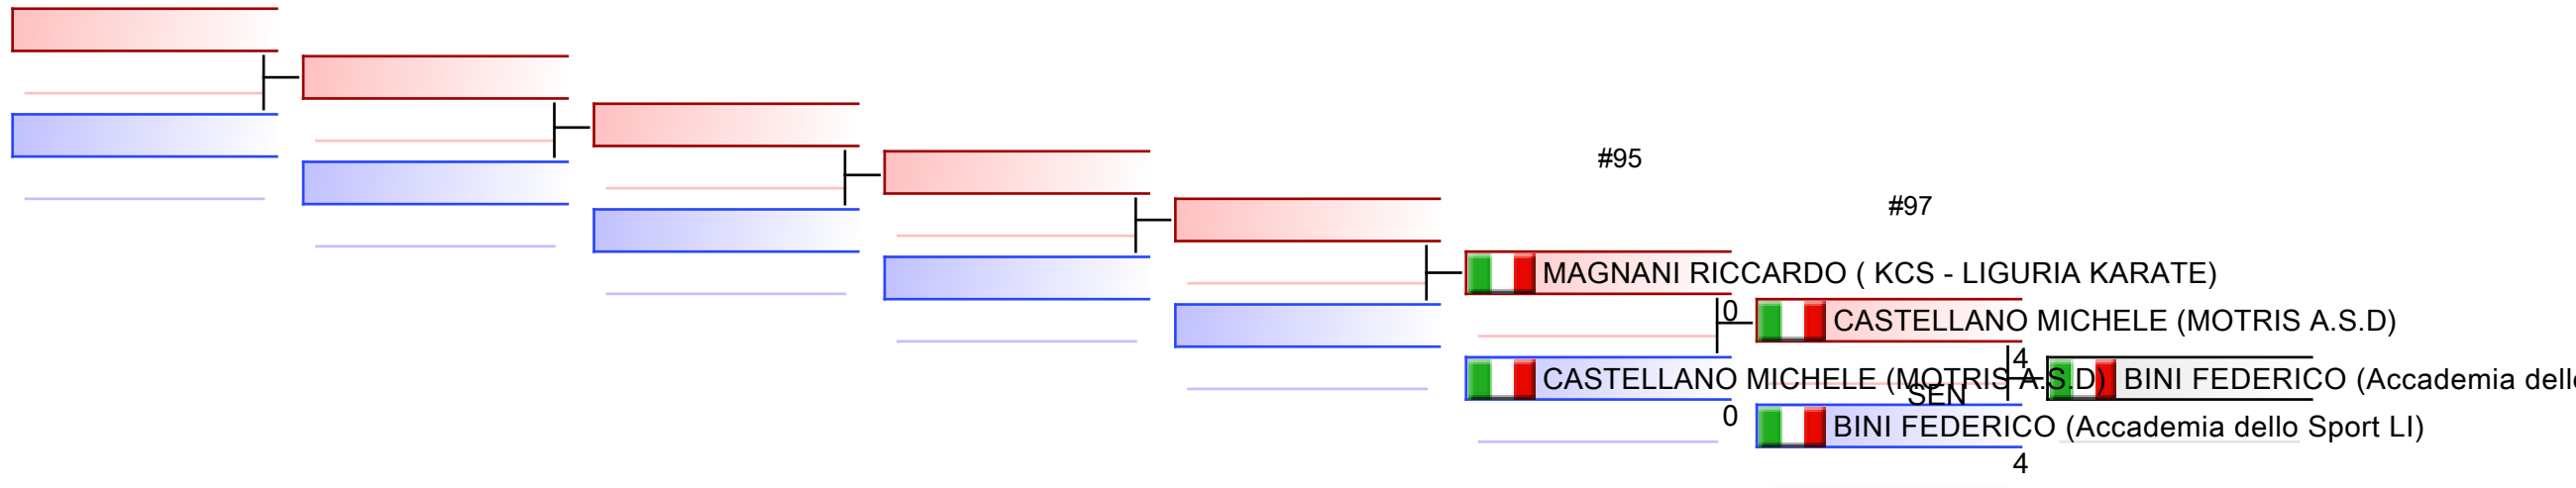 #95
#97
MAGNANI RICCARDO ( KCS - LIGURIA KARATE)
0
CASTELLANO MICHELE (MOTRIS A.S.D)
4
CASTELLANO MICHELE (MOTRIS A.S.D)
BINI FEDERICO (Accademia dell
SEN
0
BINI FEDERICO (Accademia dello Sport LI)
4